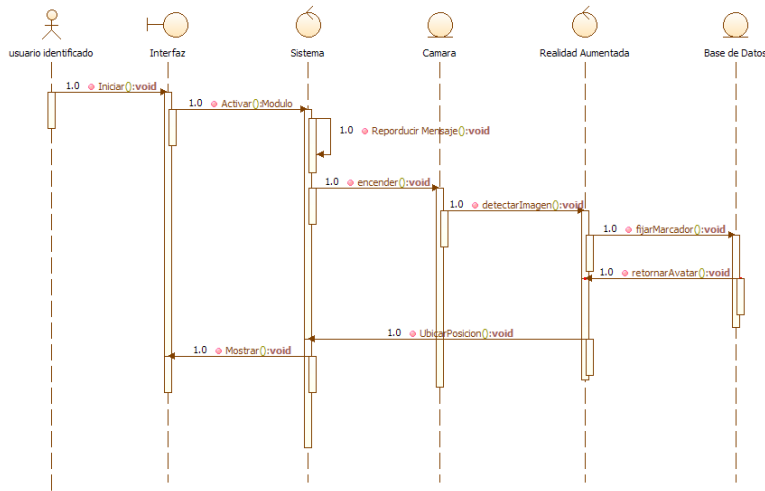 usuario identificado
Interfaz
Sistema
Camara
Realidad Aumentada
Base de Datos
1.0 Iniciar():void
1.0 Activar():Modulo
1.0 Reporducir Mensaje():void
1.0 encender():void
1.0 detectarImagen():void
1.0 fijarMarcador():void
1.0 retornarAvatar():void
1.0 UbicarPosicion():void
1.0 Mostrar():void